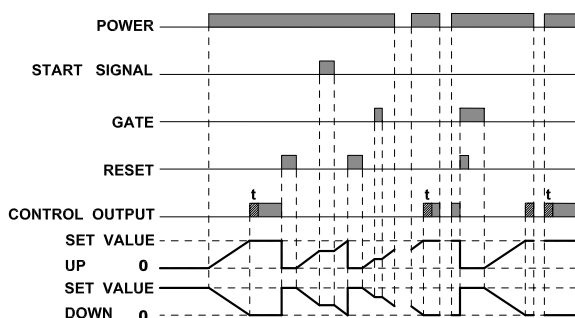 POWER
START SIGNAL
GATE
RESET
t t t
CONTROL OUTPUT
SET VALUE
UP 0
SET VALUE
DOWN 0